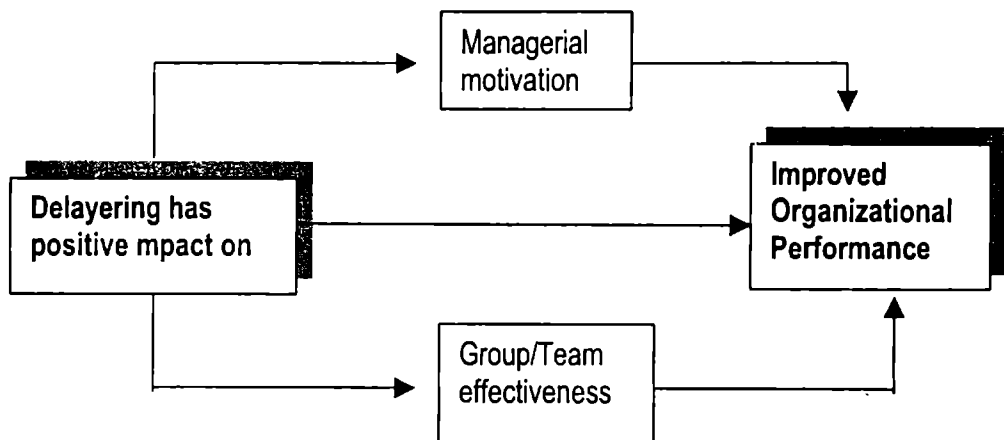 Managerial
motivation
Delayering has
positive mpact on
Improved
Organizational
Performance
Group/Team
effectiveness